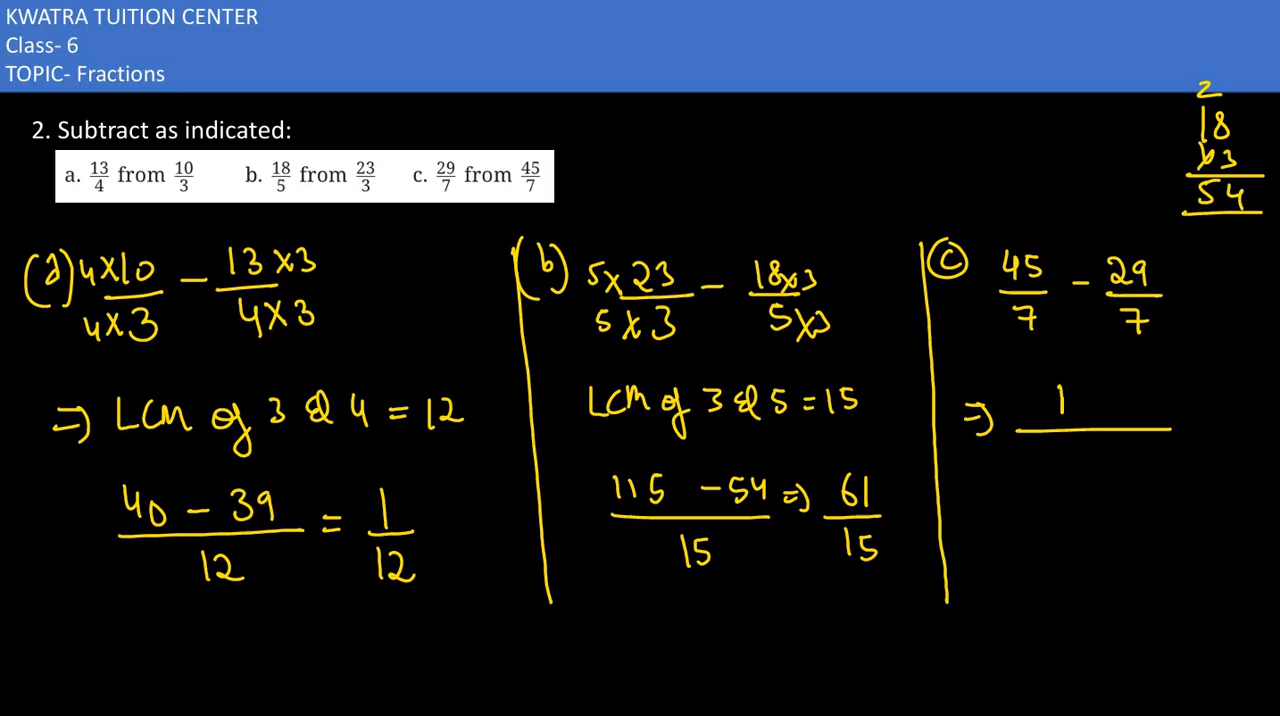 KWATRA TUITION CENTER
Class- 6
TOPIC- Fractions
2
18
x3
54
2. Subtract as indicated:
a. 13/4 from 10/3 b. 18/5 from 23/3 c. 29/7 from 45/7
(a) 4×10/4×3 - 13×3/4×3
⇒ LCM of 3 & 4 = 12
40 - 39/12 = 1/12
(b) 5×23/5×3 - 18×3/5×3
LCM of 3 & 5 = 15
115 - 54/15 ⇒ 61/15
(c) 45/7 - 29/7
⇒ 1